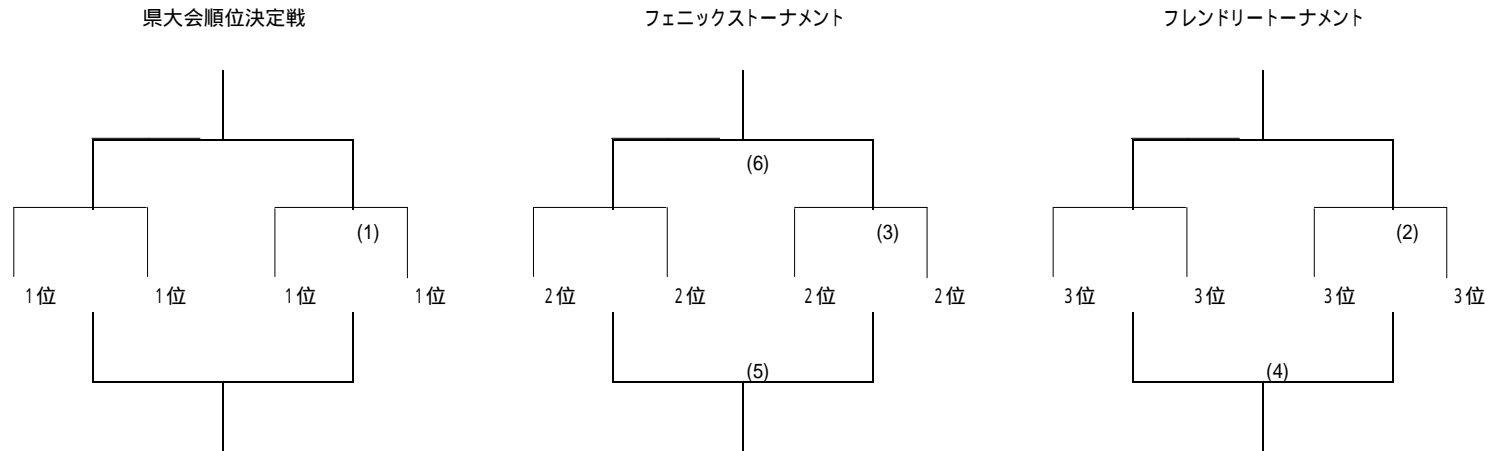 県大会順位決定戦 フェニックストーナメント フレンドリートーナメント
(6)
(1) (3) (2)
1位 1位 1位 1位 2位 2位 2位 2位 3位 3位 3位 3位
(5) (4)